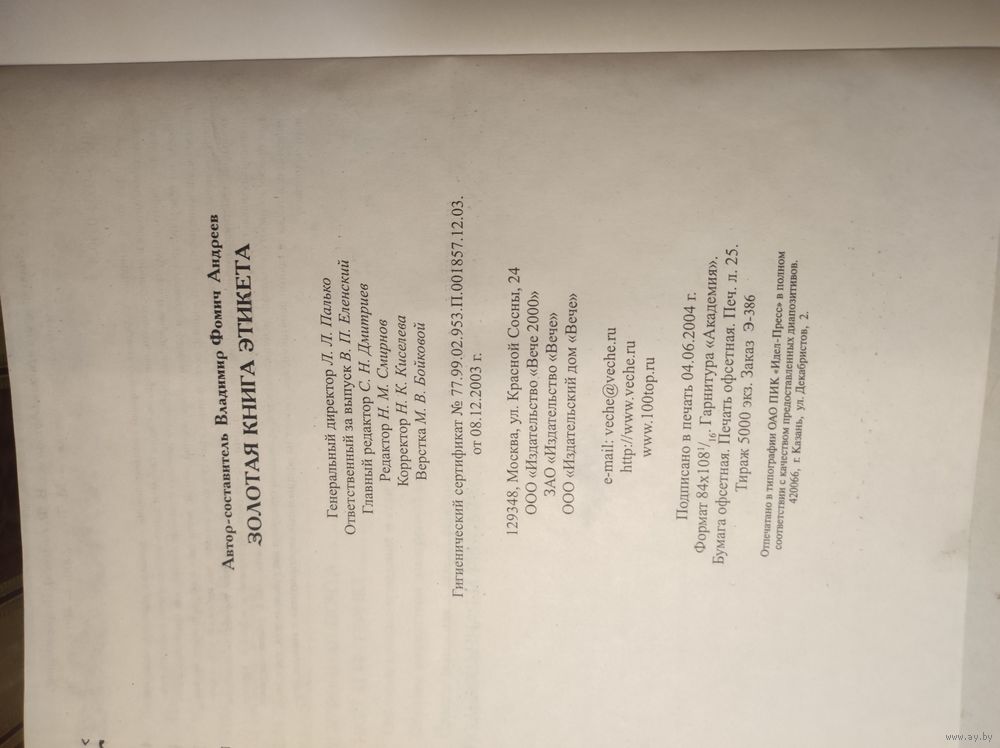 Автор-составитель Владимир Фомич Андреев
ЗОЛОТАЯ КНИГА ЭТИКЕТА
Генеральный директор Л. Л. Палько
Ответственный за выпуск В. П. Еленский
Главный редактор С. Н. Дмитриев
Редактор Н. М. Смирнов
Корректор Н. К. Киселева
Верстка М. В. Бойковой
Гигиенический сертификат № 77.99.02.953.П.001857.12.03.
от 08.12.2003 г.
129348, Москва, ул. Красной Сосны, 24
ООО «Издательство «Вече 2000»
ЗАО «Издательство «Вече»
ООО «Издательский дом «Вече»
e-mail: veche@veche.ru
http://www.veche.ru
www.100top.ru
Подписано в печать 04.06.2004 г.
Формат 84х108 1/16. Гарнитура «Академия».
Бумага офсетная. Печать офсетная. Печ. л. 25.
Тираж 5000 экз. Заказ Э-386
Отпечатано в типографии ОАО ПИК «Идел-Пресс» в полном
соответствии с качеством предоставленных диапозитивов.
420066, г. Казань, ул. Декабристов, 2.
www.ay.by